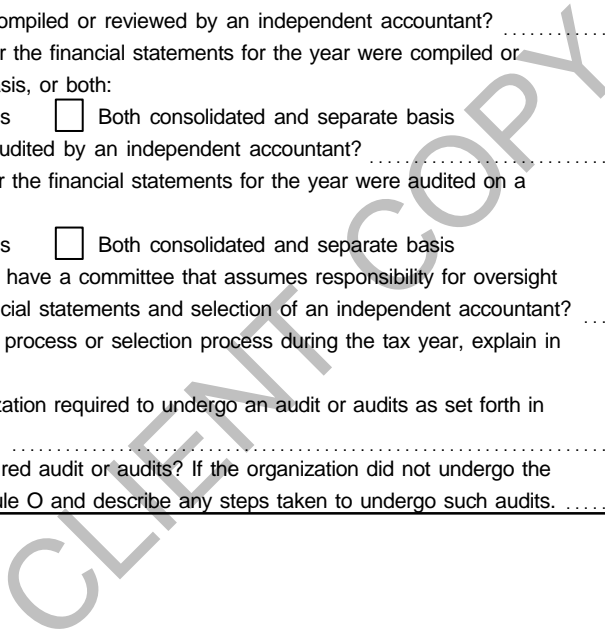 ompiled or reviewed by an independent accountant?
r the financial statements for the year were compiled or
sis, or both:
s Both consolidated and separate basis
udited by an independent accountant?
r the financial statements for the year were audited on a
s Both consolidated and separate basis
have a committee that assumes responsibility for oversight
cial statements and selection of an independent accountant?
process or selection process during the tax year, explain in
zation required to undergo an audit or audits as set forth in
red audit or audits? If the organization did not undergo the
ule O and describe any steps taken to undergo such audits.
CLIENT COPY